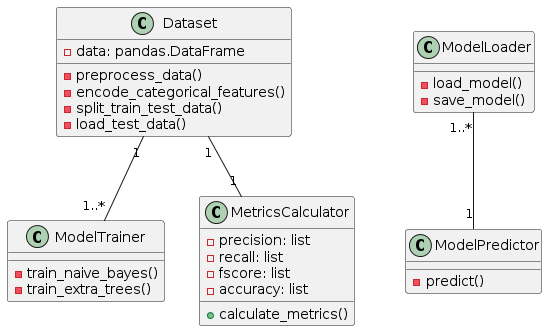 C Dataset
data: pandas.DataFrame
preprocess_data()
encode_categorical_features()
split_train_test_data()
load_test_data()
C ModelLoader
load_model()
save_model()
1
1
1..*
1..*
1
1
C ModelTrainer
train_naive_bayes()
train_extra_trees()
C MetricsCalculator
precision: list
recall: list
fscore: list
accuracy: list
calculate_metrics()
C ModelPredictor
predict()